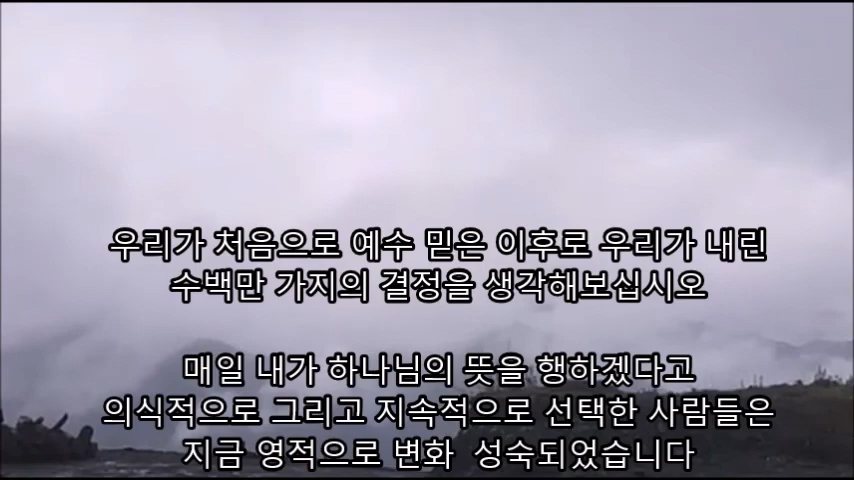 우리가 처음으로 예수 믿은 이후로 우리가 내린
수백만 가지의 결정을 생각해보십시오
매일 내가 하나님의 뜻을 행하겠다고
의식적으로 그리고 지속적으로 선택한 사람들은
지금 영적으로 변화 성숙되었습니다